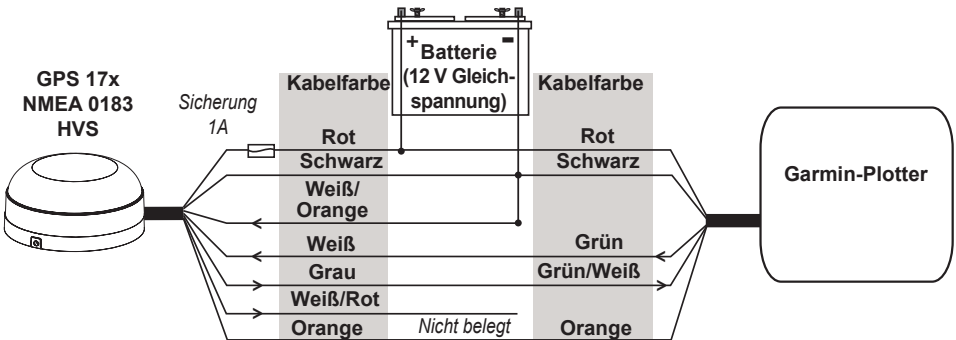 GPS 17x
NMEA 0183
HVS
Sicherung
1A
Kabelfarbe
+ -
Batterie
(12 V Gleich-
spannung)
Kabelfarbe
Rot
Schwarz
Weiß/
Orange
Weiß
Grau
Weiß/Rot
Orange
Nicht belegt
Rot
Schwarz
Grün
Grün/Weiß
Orange
Garmin-Plotter